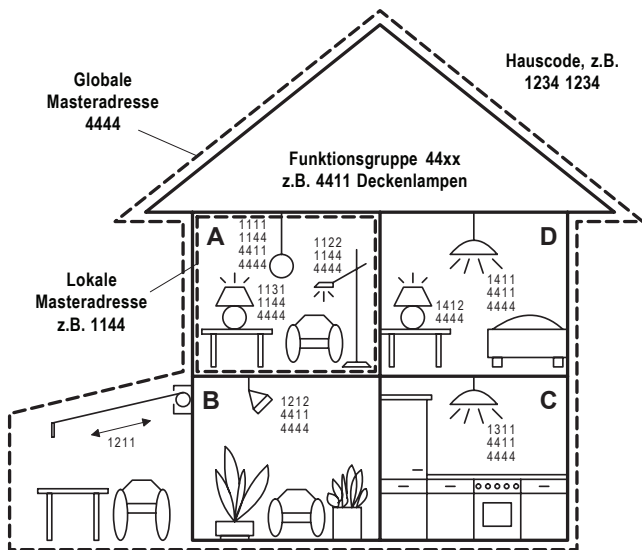 Globale
Masteradresse
4444
Hauscode, z.B.
1234 1234
Funktionsgruppe 44xx
z.B. 4411 Deckenlampen
Lokale
Masteradresse
z.B. 1144
A
1111
1144
4411
4444
1122
1144
4444
1131
1144
4444
D
1411
4411
4444
1412
4444
B
1212
4411
4444
1211
C
1311
4411
4444